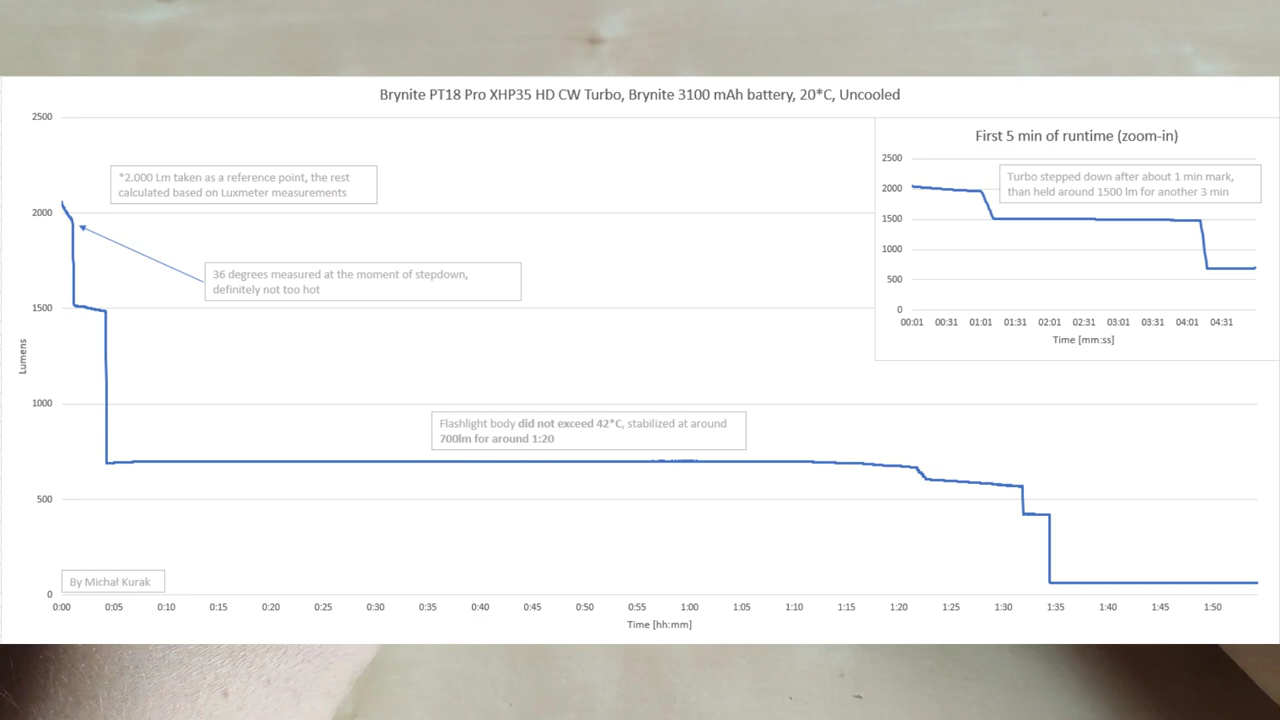 Brynite PT18 Pro XHP35 HD CW Turbo, Brynite 3100 mAh battery, 20*C, Uncooled
2500
2000
1500
1000
500
0
Lumens
*2.000 Lm taken as a reference point, the rest
calculated based on Luxmeter measurements
36 degrees measured at the moment of stepdown,
definitely not too hot
Flashlight body did not exceed 42*C, stabilized at around
700lm for around 1:20
By Michał Kurak
0:00 0:05 0:10 0:15 0:20 0:25 0:30 0:35 0:40 0:45 0:50 0:55 1:00 1:05 1:10 1:15 1:20 1:25 1:30 1:35 1:40 1:45 1:50
Time [hh:mm]
First 5 min of runtime (zoom-in)
2500
2000
1500
1000
500
0
Turbo stepped down after about 1 min mark,
than held around 1500 lm for another 3 min
00:01 00:31 01:01 01:31 02:01 02:31 03:01 03:31 04:01 04:31
Time [mm:ss]